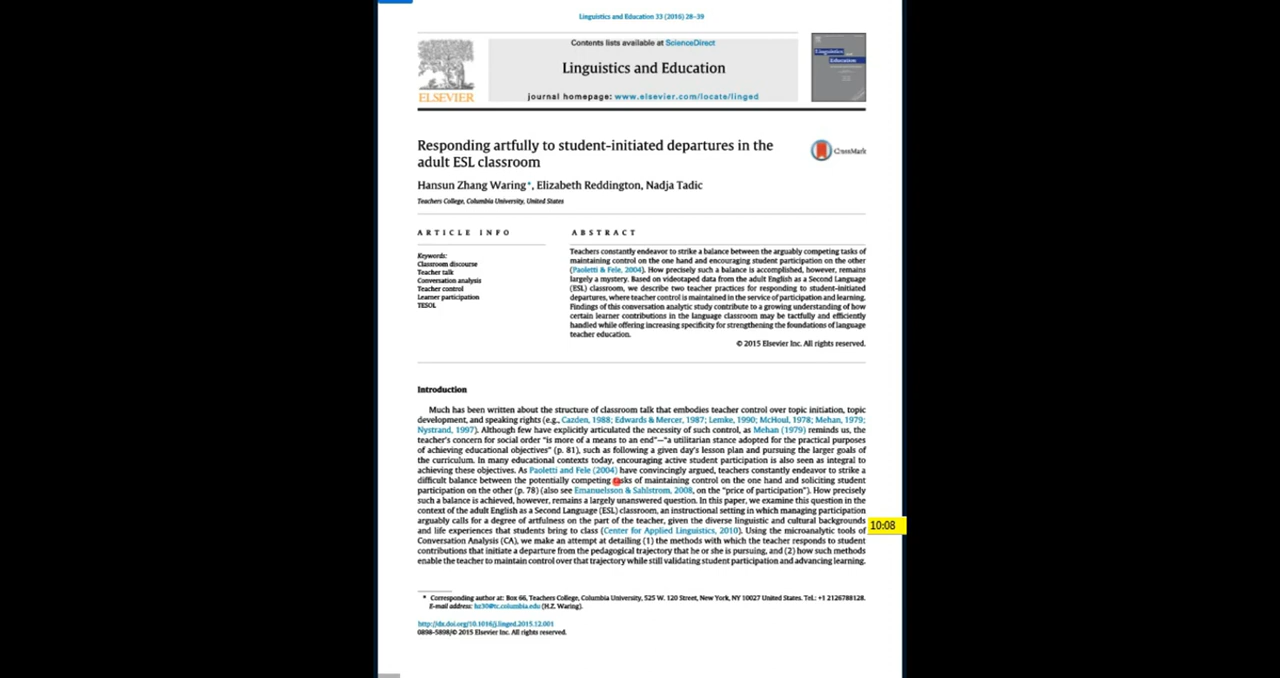 Linguistics and Education 33 (2016) 28–39
Contents lists available at ScienceDirect
Linguistics and Education
journal homepage: www.elsevier.com/locate/linged
ELSEVIER
Linguistics and
Education
CrossMark
Responding artfully to student-initiated departures in the
adult ESL classroom
Hansun Zhang Waring*, Elizabeth Reddington, Nadja Tadic
Teachers College, Columbia University, United States
ARTICLE INFO
Keywords:
Classroom discourse
Teacher talk
Conversation analysis
Teacher control
Learner participation
TESOL
ABSTRACT
Teachers constantly endeavor to strike a balance between the arguably competing tasks of
maintaining control on the one hand and encouraging student participation on the other
(Paoletti & Fele, 2004). How precisely such a balance is accomplished, however, remains
largely a mystery. Based on videotaped data from the adult English as a Second Language
(ESL) classroom, we describe two teacher practices for responding to student-initiated
departures, where teacher control is maintained in the service of participation and learning.
Findings of this conversation analytic study contribute to a growing understanding of how
certain learner contributions in the language classroom may be tactfully and efficiently
handled while offering increasing specificity for strengthening the foundations of language
teacher education.
© 2015 Elsevier Inc. All rights reserved.
Introduction
Much has been written about the structure of classroom talk that embodies teacher control over topic initiation, topic
development, and speaking rights (e.g., Cazden, 1988; Edwards & Mercer, 1987; Lemke, 1990; McHoul, 1978; Mehan, 1979;
Nystrand, 1997). Although few have explicitly articulated the necessity of such control, as Mehan (1979) reminds us, the
teacher's concern for social order "is more of a means to an end"—"a utilitarian stance adopted for the practical purposes
of achieving educational objectives" (p. 81), such as following a given day's lesson plan and pursuing the larger goals of
the curriculum. In many educational contexts today, encouraging active student participation is also seen as integral to
achieving these objectives. As Paoletti and Fele (2004) have convincingly argued, teachers constantly endeavor to strike a
difficult balance between the potentially competing tasks of maintaining control on the one hand and soliciting student
participation on the other (p. 78) (also see Emanuelsson & Sahlstrom, 2008, on the "price of participation"). How precisely
such a balance is achieved, however, remains a largely unanswered question. In this paper, we examine this question in the
context of the adult English as a Second Language (ESL) classroom, an instructional setting in which managing participation
arguably calls for a degree of artfulness on the part of the teacher, given the diverse linguistic and cultural backgrounds
and life experiences that students bring to class (Center for Applied Linguistics, 2010). Using the microanalytic tools of
Conversation Analysis (CA), we make an attempt at detailing (1) the methods with which the teacher responds to student
contributions that initiate a departure from the pedagogical trajectory that he or she is pursuing, and (2) how such methods
enable the teacher to maintain control over that trajectory while still validating student participation and advancing learning.
10:08
* Corresponding author at: Box 66, Teachers College, Columbia University, 525 W. 120 Street, New York, NY 10027 United States. Tel.: +1 2126788128.
E-mail address: hz30@tc.columbia.edu (H.Z. Waring).
http://dx.doi.org/10.1016/j.linged.2015.12.001
0898-5898/© 2015 Elsevier Inc. All rights reserved.